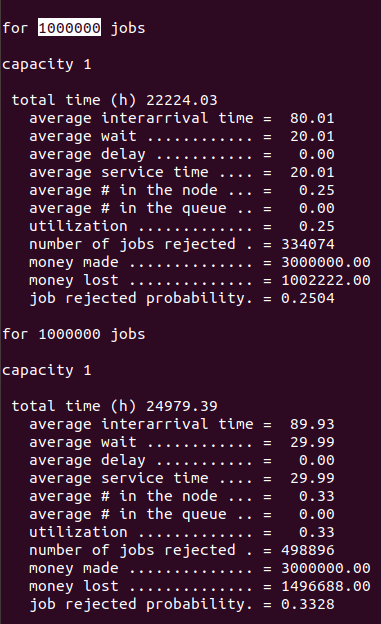 for 1000000 jobs
capacity 1
total time (h) 22224.03
average interarrival time = 80.01
average wait ............ = 20.01
average delay ........... = 0.00
average service time .... = 20.01
average # in the node ... = 0.25
average # in the queue .. = 0.00
utilization ............. = 0.25
number of jobs rejected . = 334074
money made .............. = 3000000.00
money lost .............. = 1002222.00
job rejected probability. = 0.2504
for 1000000 jobs
capacity 1
total time (h) 24979.39
average interarrival time = 89.93
average wait ............ = 29.99
average delay ........... = 0.00
average service time .... = 29.99
average # in the node ... = 0.33
average # in the queue .. = 0.00
utilization ............. = 0.33
number of jobs rejected . = 498896
money made .............. = 3000000.00
money lost .............. = 1496688.00
job rejected probability. = 0.3328